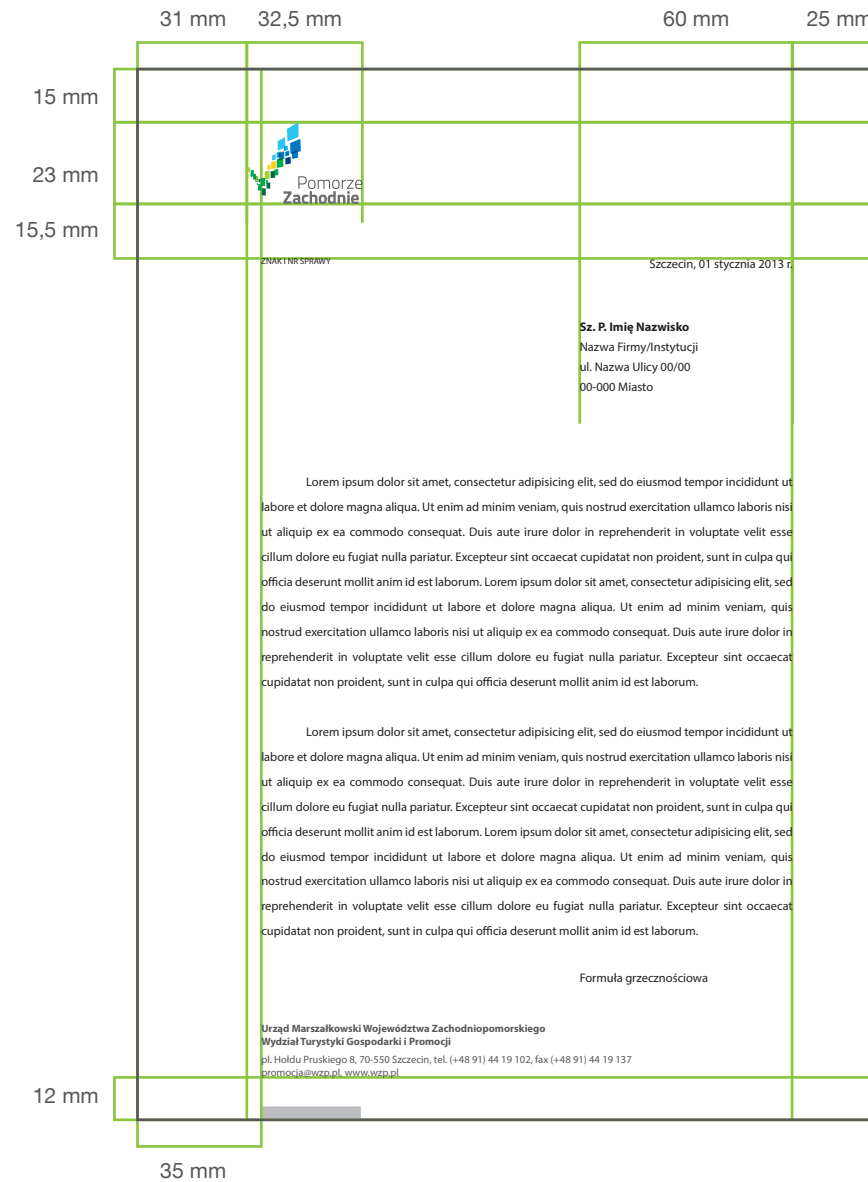 31 mm 32,5 mm 60 mm 25 mm
15 mm
23 mm
Pomorze
Zachodnie
15,5 mm
ZNAK I NR SPRAWY Szczecin, 01 stycznia 2013 r.
Sz. P. Imię Nazwisko
Nazwa Firmy/Instytucji
ul. Nazwa Ulicy 00/00
00-000 Miasto
Lorem ipsum dolor sit amet, consectetur adipisicing elit, sed do eiusmod tempor incididunt ut
labore et dolore magna aliqua. Ut enim ad minim veniam, quis nostrud exercitation ullamco laboris nisi
ut aliquip ex ea commodo consequat. Duis aute irure dolor in reprehenderit in voluptate velit esse
cillum dolore eu fugiat nulla pariatur. Excepteur sint occaecat cupidatat non proident, sunt in culpa qui
officia deserunt mollit anim id est laborum. Lorem ipsum dolor sit amet, consectetur adipisicing elit, sed
do eiusmod tempor incididunt ut labore et dolore magna aliqua. Ut enim ad minim veniam, quis
nostrud exercitation ullamco laboris nisi ut aliquip ex ea commodo consequat. Duis aute irure dolor in
reprehenderit in voluptate velit esse cillum dolore eu fugiat nulla pariatur. Excepteur sint occaecat
cupidatat non proident, sunt in culpa qui officia deserunt mollit anim id est laborum.
Lorem ipsum dolor sit amet, consectetur adipisicing elit, sed do eiusmod tempor incididunt ut
labore et dolore magna aliqua. Ut enim ad minim veniam, quis nostrud exercitation ullamco laboris nisi
ut aliquip ex ea commodo consequat. Duis aute irure dolor in reprehenderit in voluptate velit esse
cillum dolore eu fugiat nulla pariatur. Excepteur sint occaecat cupidatat non proident, sunt in culpa qui
officia deserunt mollit anim id est laborum. Lorem ipsum dolor sit amet, consectetur adipisicing elit, sed
do eiusmod tempor incididunt ut labore et dolore magna aliqua. Ut enim ad minim veniam, quis
nostrud exercitation ullamco laboris nisi ut aliquip ex ea commodo consequat. Duis aute irure dolor in
reprehenderit in voluptate velit esse cillum dolore eu fugiat nulla pariatur. Excepteur sint occaecat
cupidatat non proident, sunt in culpa qui officia deserunt mollit anim id est laborum.
Formuła grzecznościowa
Urząd Marszałkowski Województwa Zachodniopomorskiego
Wydział Turystyki Gospodarki i Promocji
pl. Hołdu Pruskiego 8, 70-550 Szczecin, tel. (+48 91) 44 19 102, fax (+48 91) 44 19 137
promocja@wzp.pl, www.wzp.pl
12 mm
35 mm